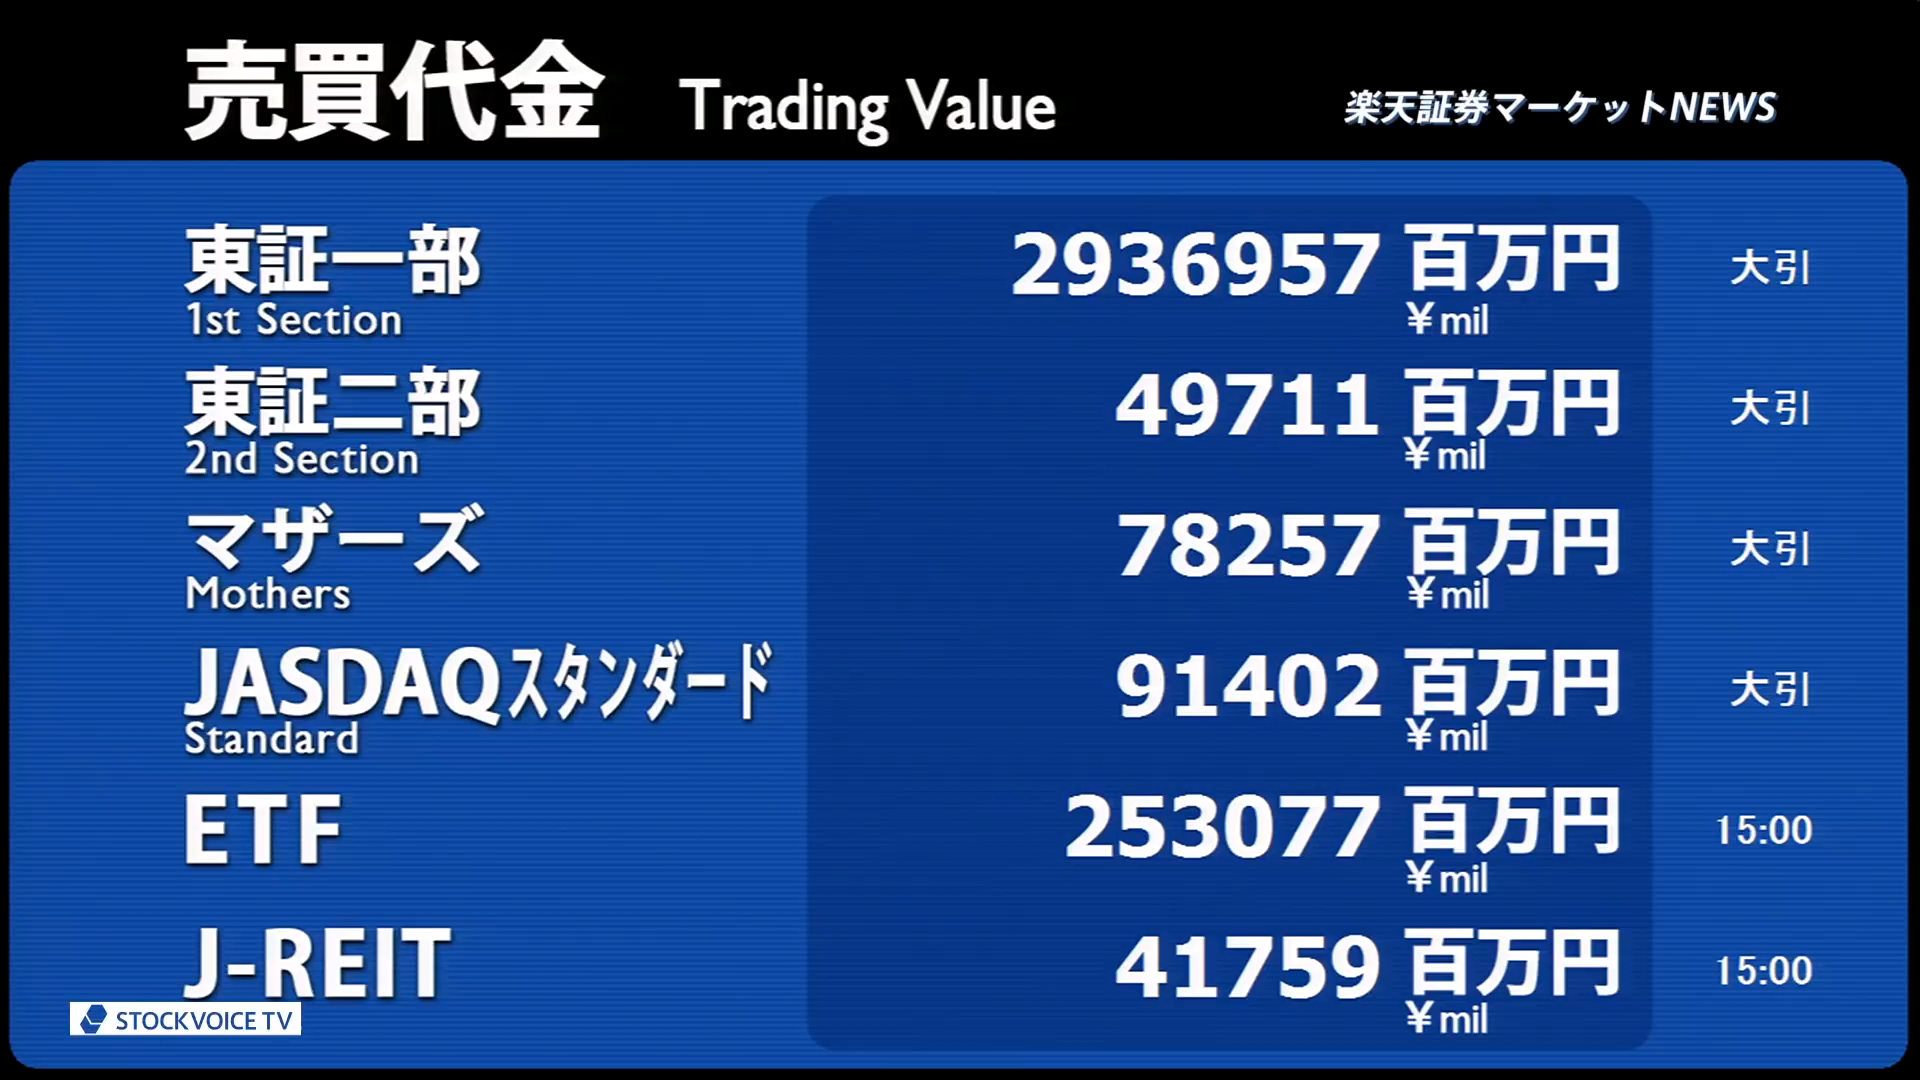 売買代金 Trading Value 楽天証券マーケットNEWS
東証一部 2936957 百万円 大引
1st Section ¥mil
東証二部 49711 百万円 大引
2nd Section ¥mil
マザーズ 78257 百万円 大引
Mothers ¥mil
JASDAQスタンダード 91402 百万円 大引
Standard ¥mil
ETF 253077 百万円 15:00
¥mil
J-REIT 41759 百万円 15:00
¥mil
STOCKVOICE TV